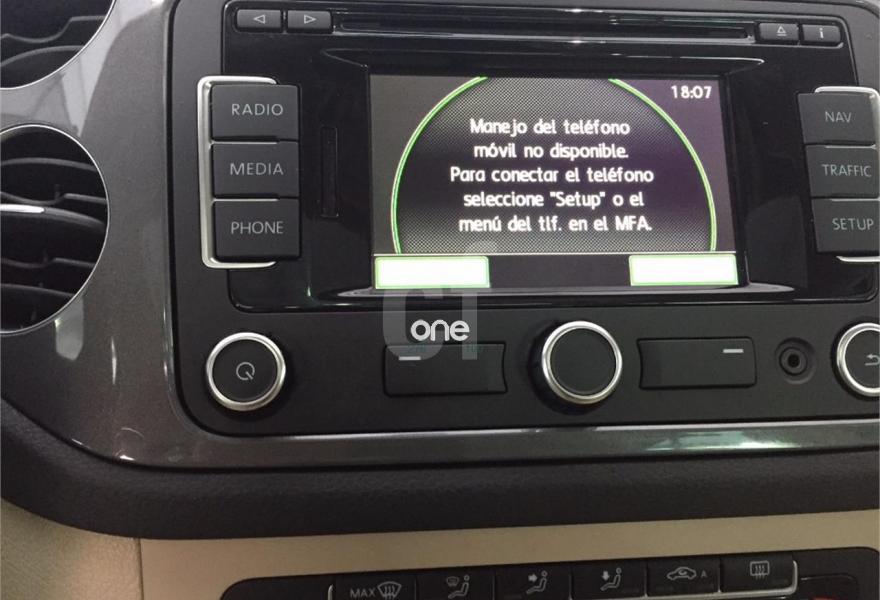 i
18:07
RADIO
MEDIA
PHONE
Manejo del teléfono
móvil no disponible.
Para conectar el teléfono
seleccione "Setup" o el
menú del tlf. en el MFA.
NAV
TRAFFIC
SETUP
CT
one
MAX
A